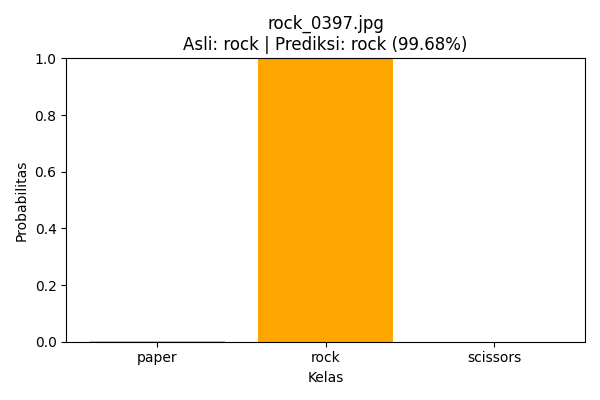 rock_0397.jpg
Asli: rock | Prediksi: rock (99.68%)
1.0
0.8
0.6
0.4
0.2
0.0
Probabilitas
paper
rock
scissors
Kelas